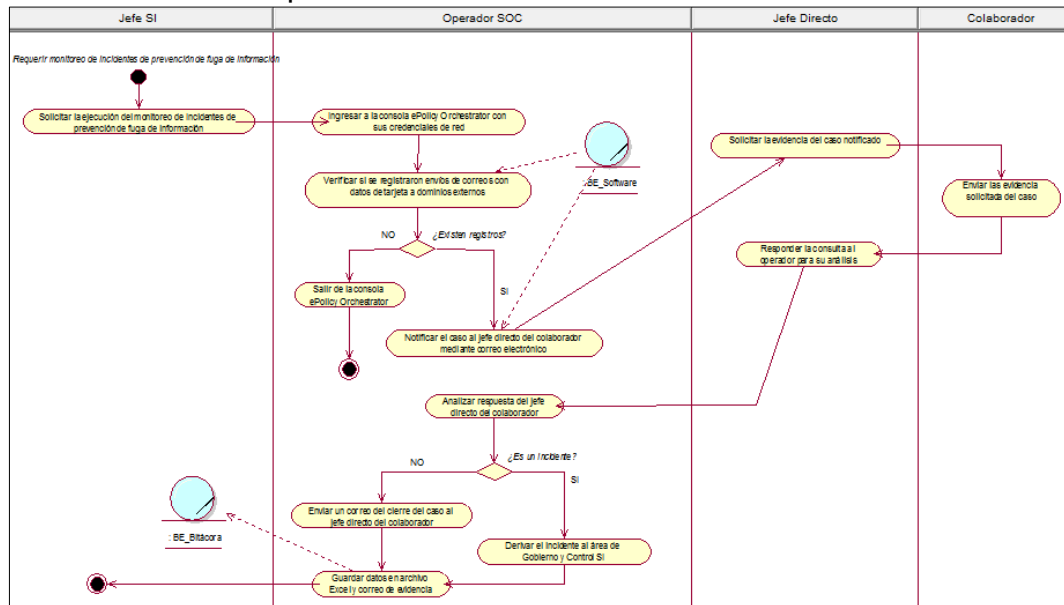 Jefe SI
Operador SOC
Jefe Directo
Colaborador
Requerir monitoreo de incidentes de prevención de fuga de información
Solicitar la ejecución del monitoreo de incidentes de
prevención de fuga de información
Ingresar a la consola ePolicy Orchestrator con
sus credenciales de red
Verificar si se registraron envíos de correos con
datos de tarjeta a dominios externos
: BE_Software
Solicitar la evidencia del caso notificado
Enviar las evidencia
solicitada del caso
Responder la consulta al
operador para su análisis
NO
¿Existen registros?
SI
Salir de la consola
ePolicy Orchestrator
Notificar el caso al jefe directo del colaborador
mediante correo electrónico
Analizar respuesta del jefe
directo del colaborador
NO
¿Es un incidente?
SI
Enviar un correo del cierre del caso al
jefe directo del colaborador
Derivar el incidente al área de
Gobierno y Control SI
: BE_Bitácora
Guardar datos en archivo
Excel y correo de evidencia